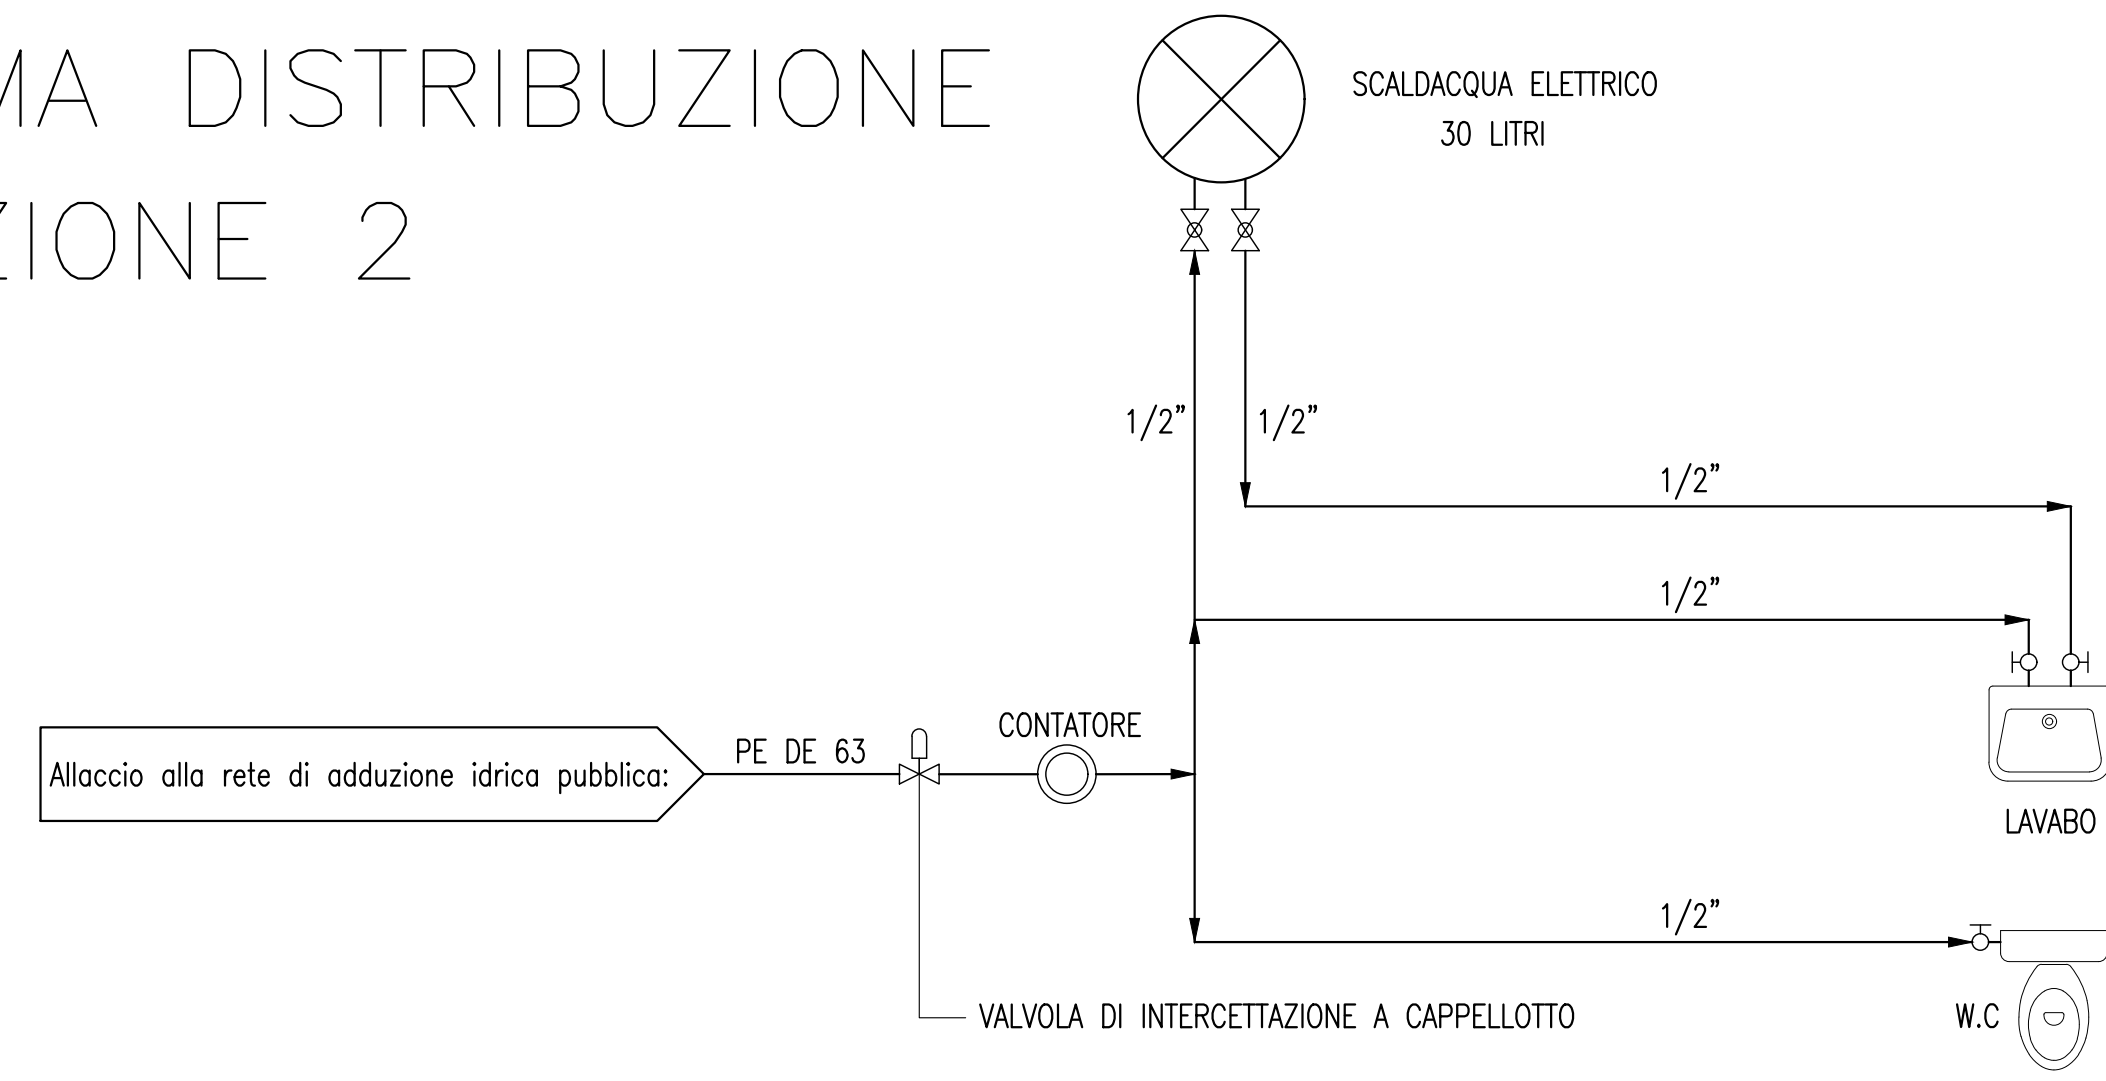 MA DISTRIBUZIONE
ZIONE 2
SCALDACQUA ELETTRICO
30 LITRI
1/2"
1/2"
1/2"
1/2"
CONTATORE
PE DE 63
Allaccio alla rete di adduzione idrica pubblica:
LAVABO
1/2"
VALVOLA DI INTERCETTAZIONE A CAPPELLOTTO
W.C